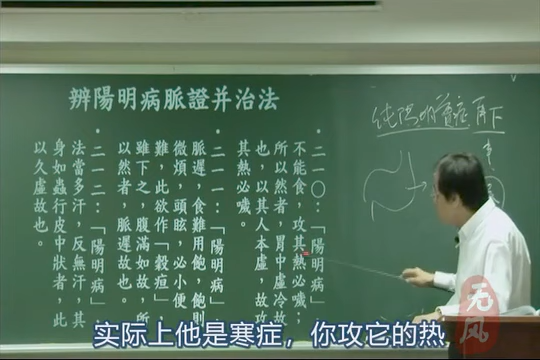 辨陽明病脈證并治法
二一〇：「陽明病」，
不能食，攻其熱必噦；
所以然者，胃中虛冷故
也，以其人本虛，故攻
其熱必噦。
二一一：「陽明病」，
脈遲，食難用飽，飽則
微煩，頭眩，必小便
難，此欲作「穀疸」，
雖下之，腹滿如故，所
以然者，脈遲故也。
二一二：「陽明病」，
法當多汗，反無汗，其
身如蟲行皮中狀者，此
以久虛故也。
无风
实际上他是寒症，你攻它的热